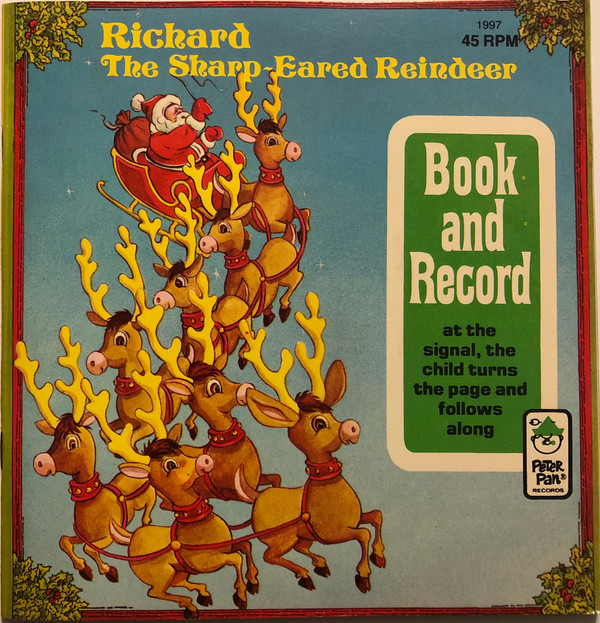 Richard
The Sharp-Eared Reindeer
1997
45 RPM
Book
and
Record
at the
signal, the
child turns
the page and
follows
along
PETER
PAN®
RECORDS